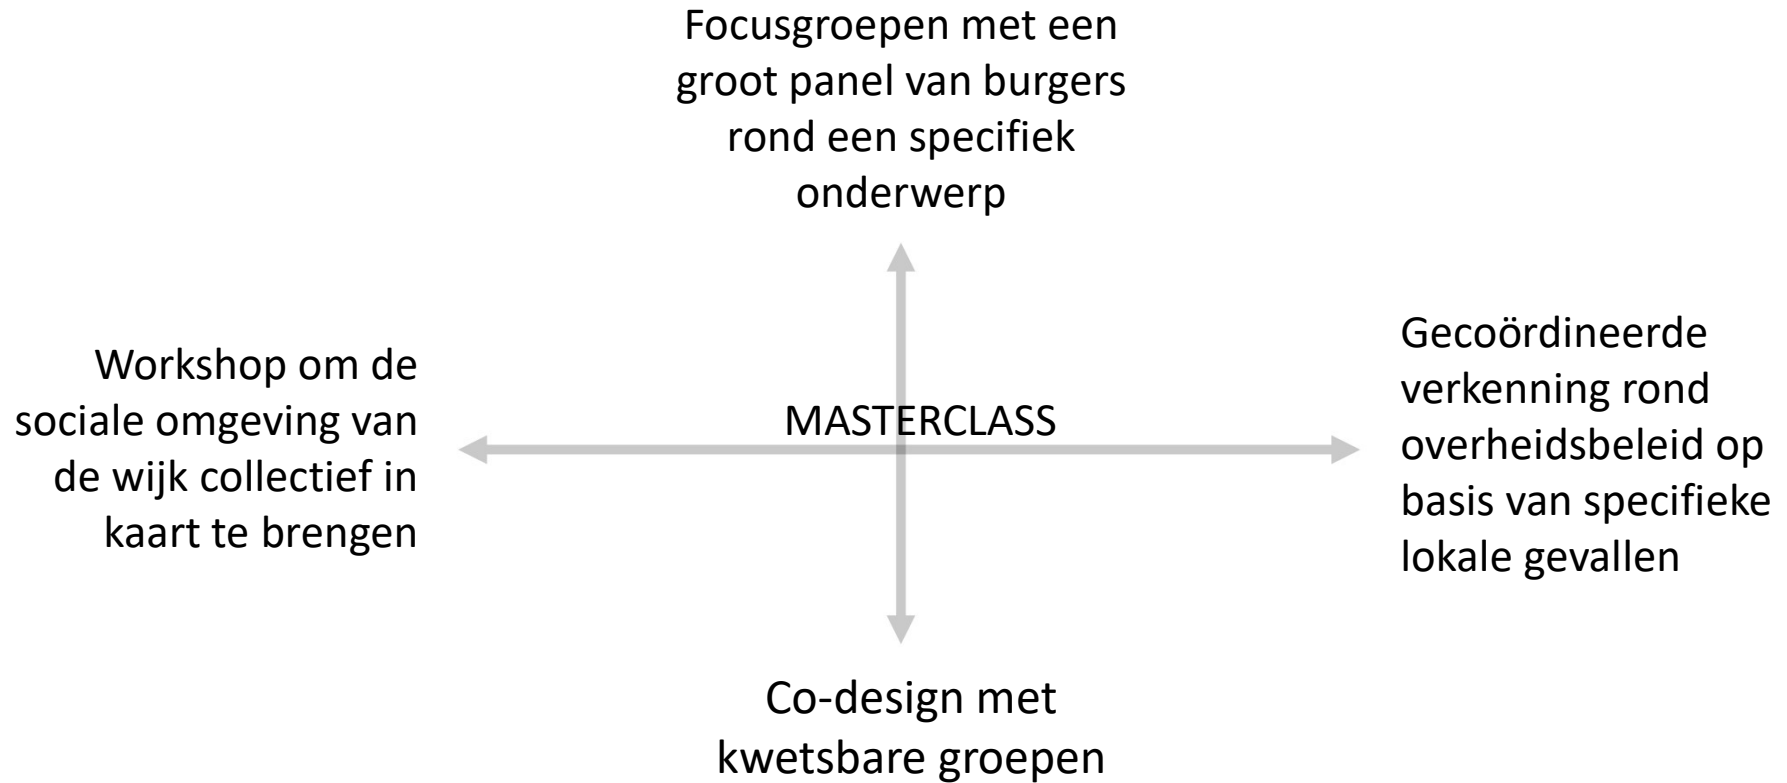 Focusgroepen met een
groot panel van burgers
rond een specifiek
onderwerp
Workshop om de
sociale omgeving van
de wijk collectief in
kaart te brengen
MASTERCLASS
Gecoördineerde
verkenning rond
overheidsbeleid op
basis van specifieke
lokale gevallen
Co-design met
kwetsbare groepen